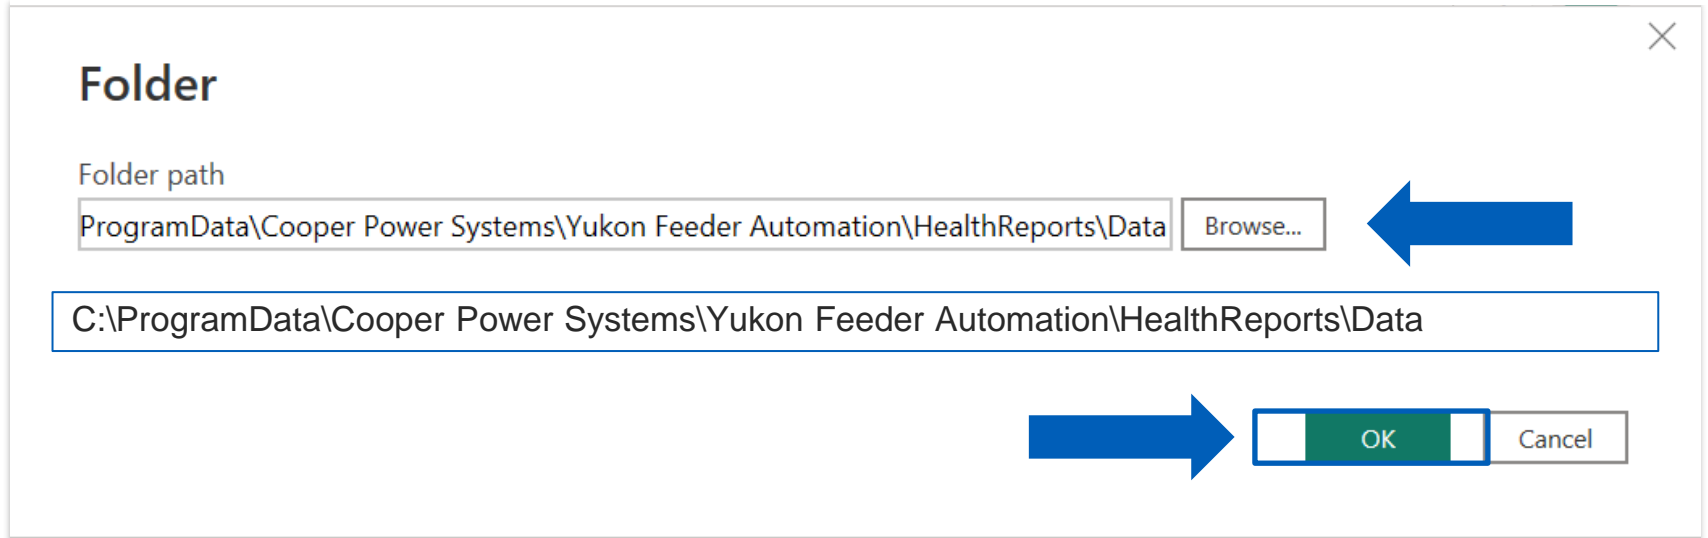 Folder
Folder path
ProgramData\Cooper Power Systems\Yukon Feeder Automation\HealthReports\Data Browse...
C:\ProgramData\Cooper Power Systems\Yukon Feeder Automation\HealthReports\Data
OK Cancel